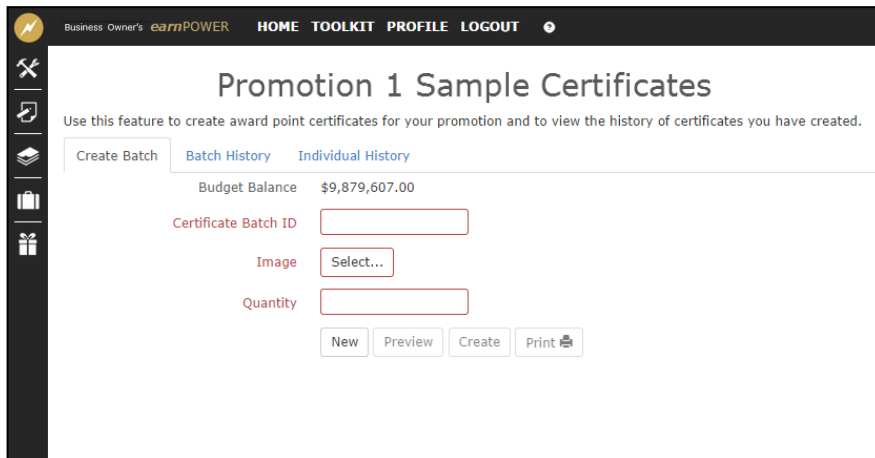 Business Owner's earnPOWER HOME TOOLKIT PROFILE LOGOUT ?
Promotion 1 Sample Certificates
Use this feature to create award point certificates for your promotion and to view the history of certificates you have created.
Create Batch Batch History Individual History
Budget Balance $9,879,607.00
Certificate Batch ID
Image Select...
Quantity
New Preview Create Print